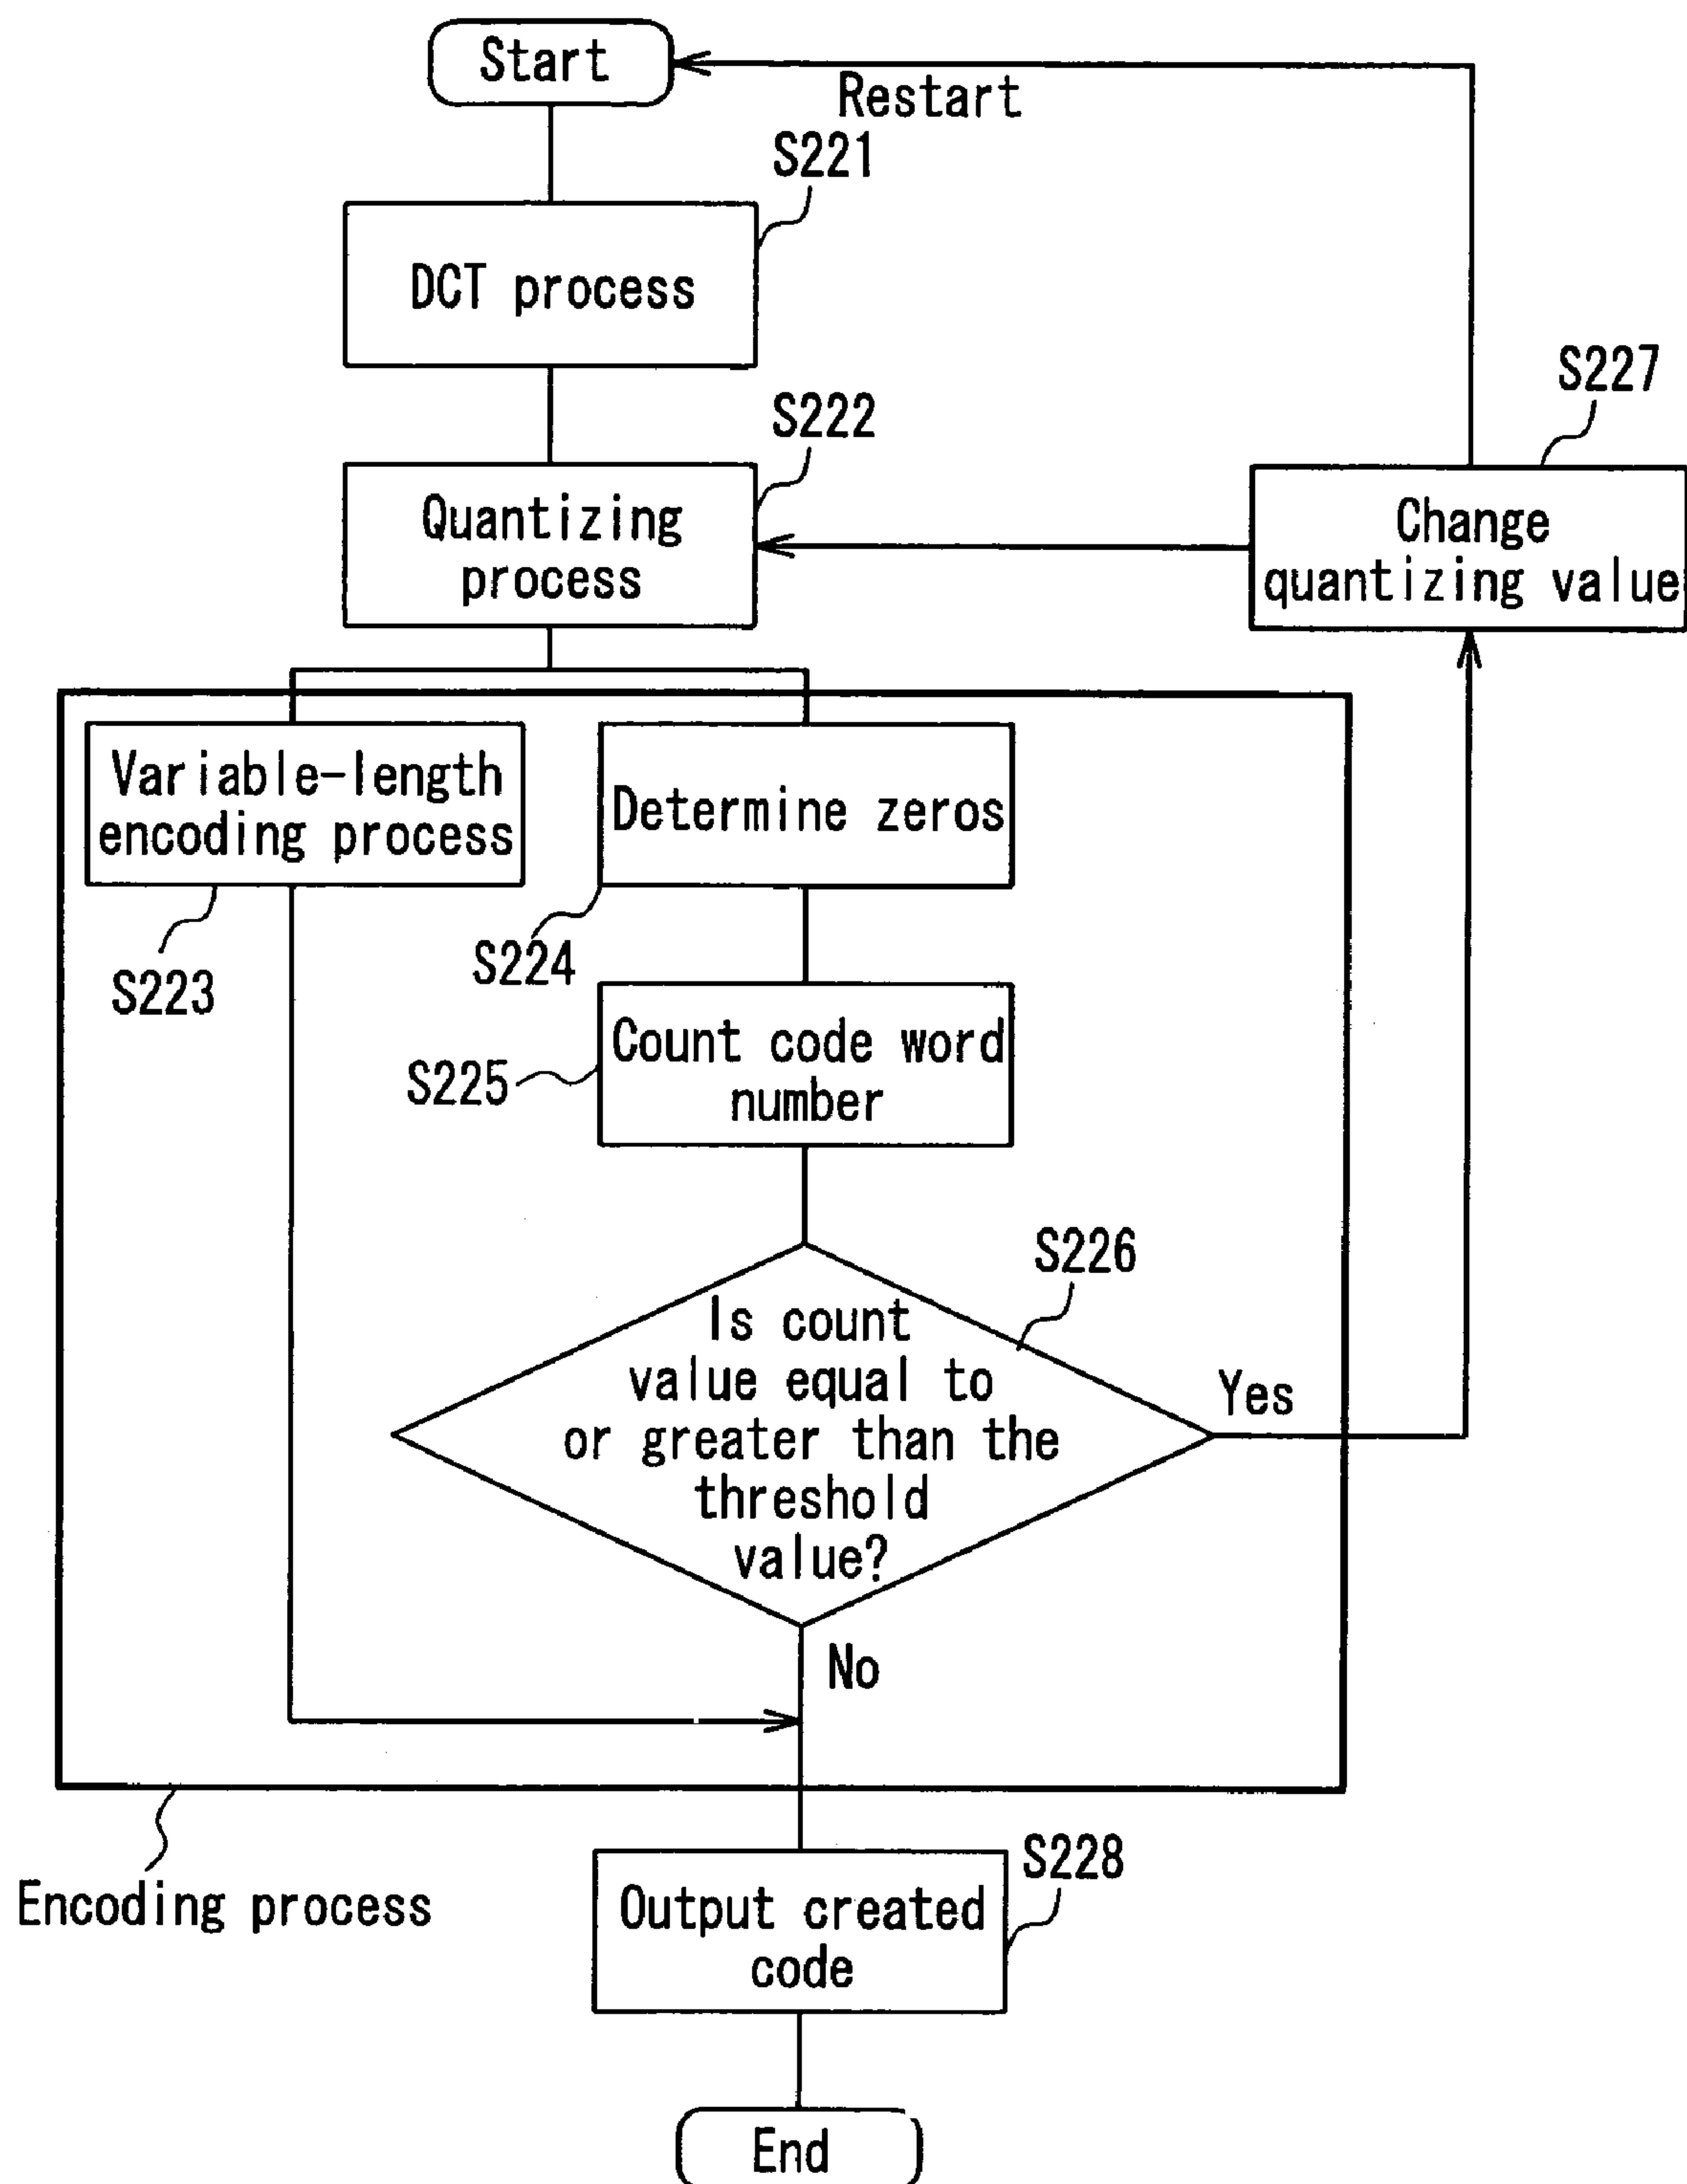 Start
Restart
S221
DCT process
S222
Quantizing
process
S227
Change
quantizing value
Variable-length
encoding process
S223
Determine zeros
S224
Count code word
number
S225
S226
Is count
value equal to
or greater than the
threshold
value?
Yes
No
Encoding process
S228
Output created
code
End